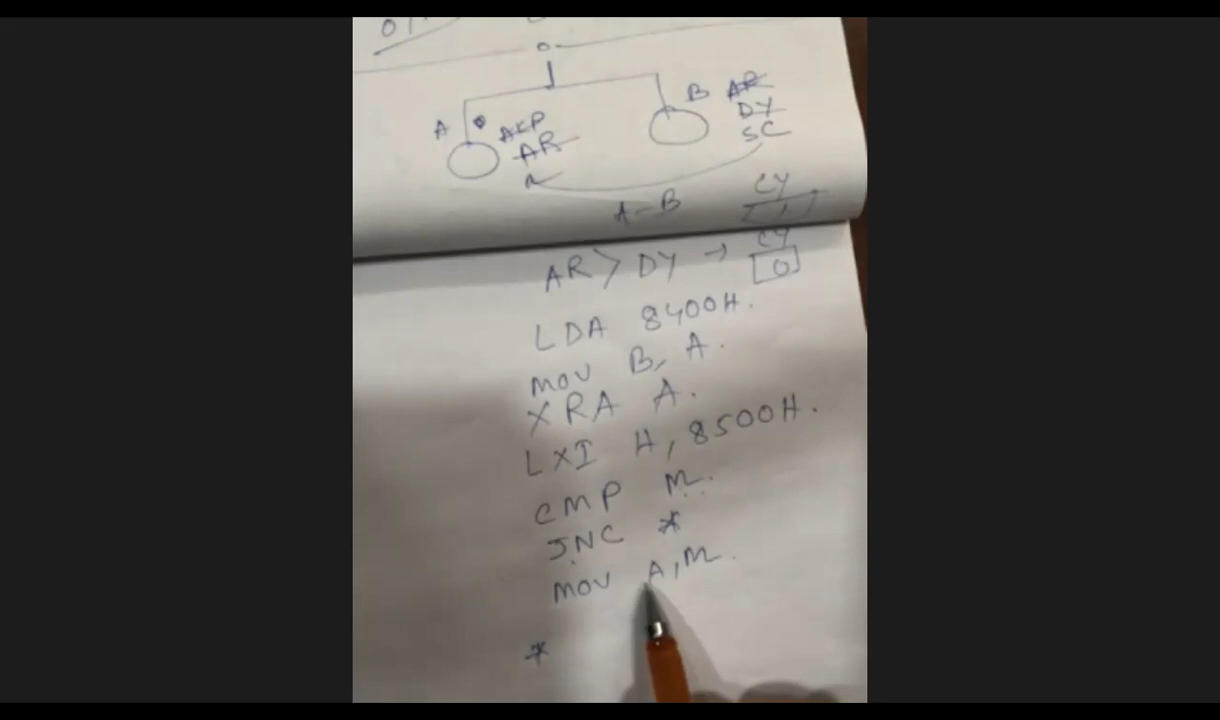 A AKP B AR
AR DY
SC
A-B CY
CY
AR > DY → 0
LDA 8400H.
MOV B, A.
XRA A.
LXI H, 8500H.
CMP M.
JNC *
MOV A, M.
*